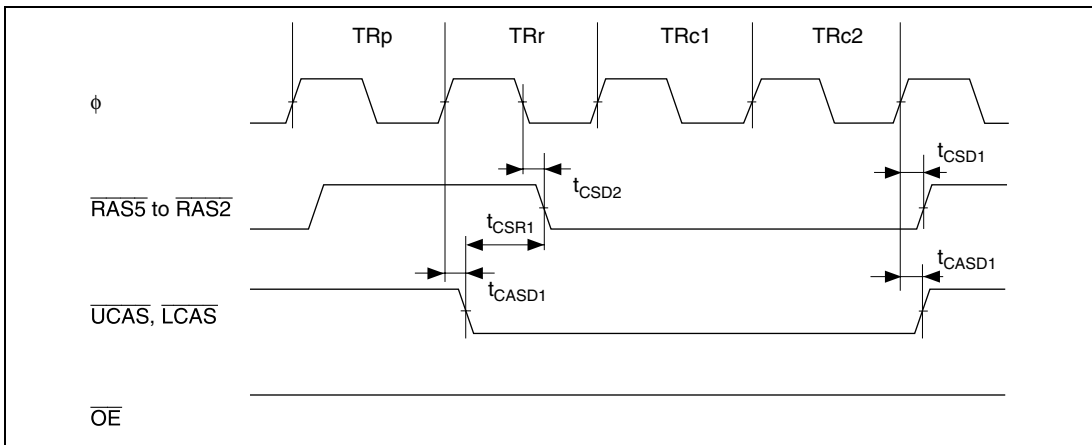 TRp TRr TRc1 TRc2
ϕ
tCSD1
tCSD2
RAS5 to RAS2
tCSR1
tCASD1
tCASD1
UCAS, LCAS
OE